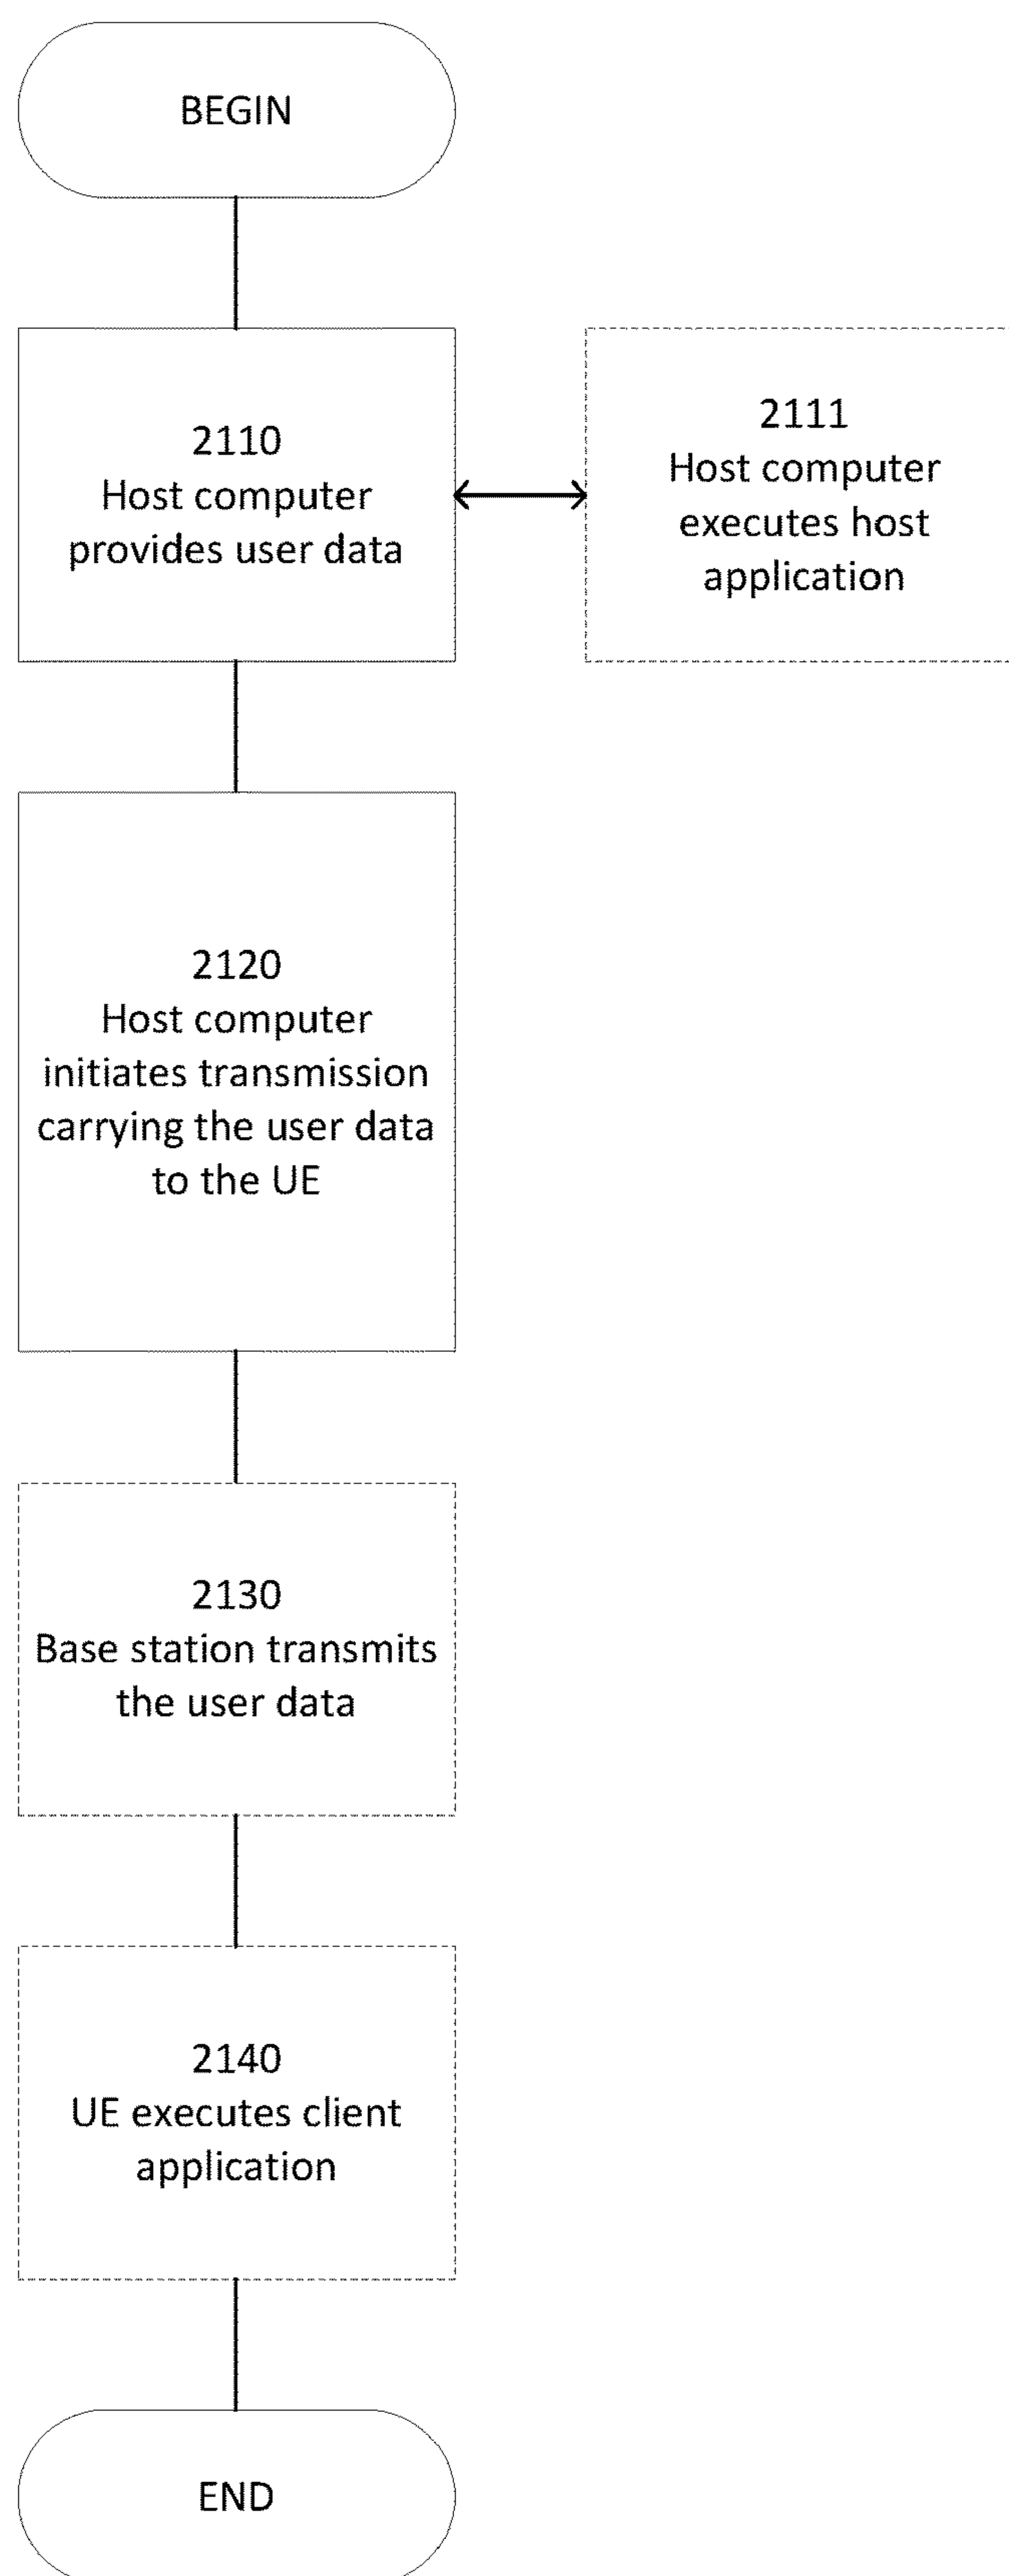 BEGIN
2110
Host computer
provides user data
2111
Host computer
executes host
application
2120
Host computer
initiates transmission
carrying the user data
to the UE
2130
Base station transmits
the user data
2140
UE executes client
application
END